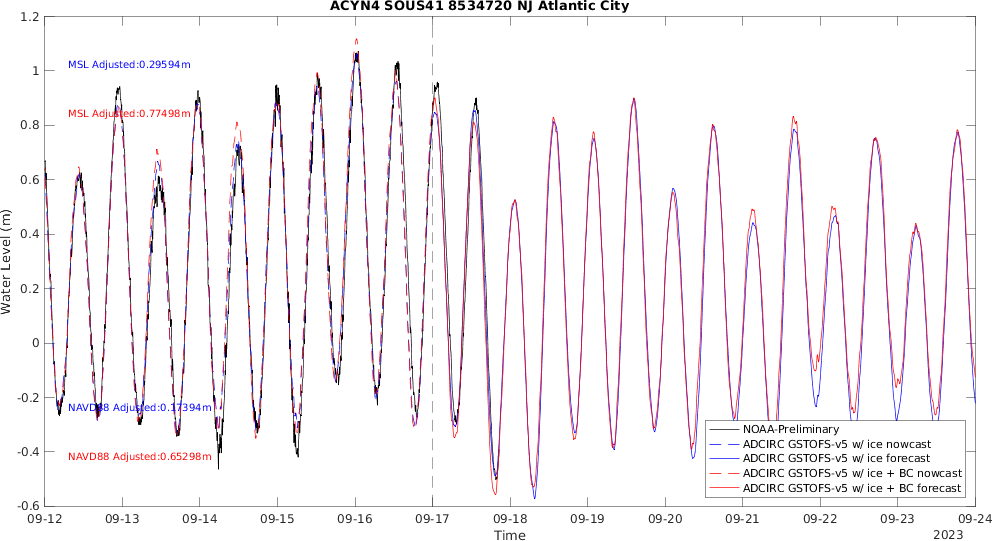 ACYN4 SOUS41 8534720 NJ Atlantic City
Water Level (m)
1.2
1
0.8
0.6
0.4
0.2
0
-0.2
-0.4
-0.6
MSL Adjusted:0.29594m
MSL Adjusted:0.77498m
NAVD88 Adjusted:0.17394m
NAVD88 Adjusted:0.65298m
NOAA-Preliminary
ADCIRC GSTOFS-v5 w/ ice nowcast
ADCIRC GSTOFS-v5 w/ ice forecast
ADCIRC GSTOFS-v5 w/ ice + BC nowcast
ADCIRC GSTOFS-v5 w/ ice + BC forecast
09-12 09-13 09-14 09-15 09-16 09-17 09-18 09-19 09-20 09-21 09-22 09-23 09-24
Time
2023